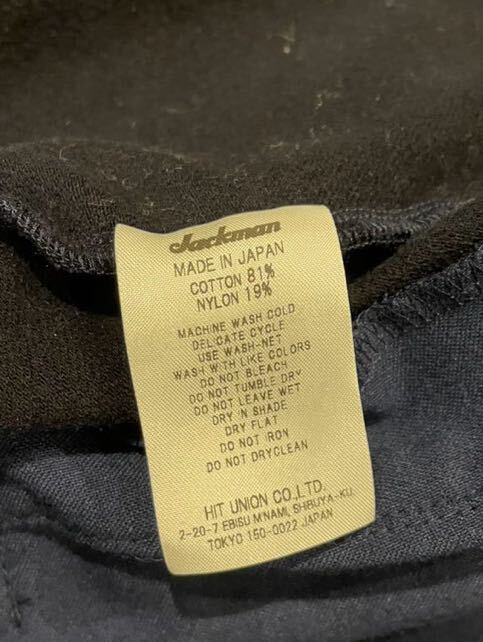 Jackman
MADE IN JAPAN
COTTON 81%
NYLON 19%
MACHINE WASH COLD
DELICATE CYCLE
USE WASH-NET
WASH WITH LIKE COLORS
DO NOT BLEACH
DO NOT TUMBLE DRY
DO NOT LEAVE WET
DRY IN SHADE
DRY FLAT
DO NOT IRON
DO NOT DRYCLEAN
HIT UNION CO.,LTD.
2-20-7 EBISU M'NAMI, SHIBUYA-KU.
TOKYO 150-0022 JAPAN